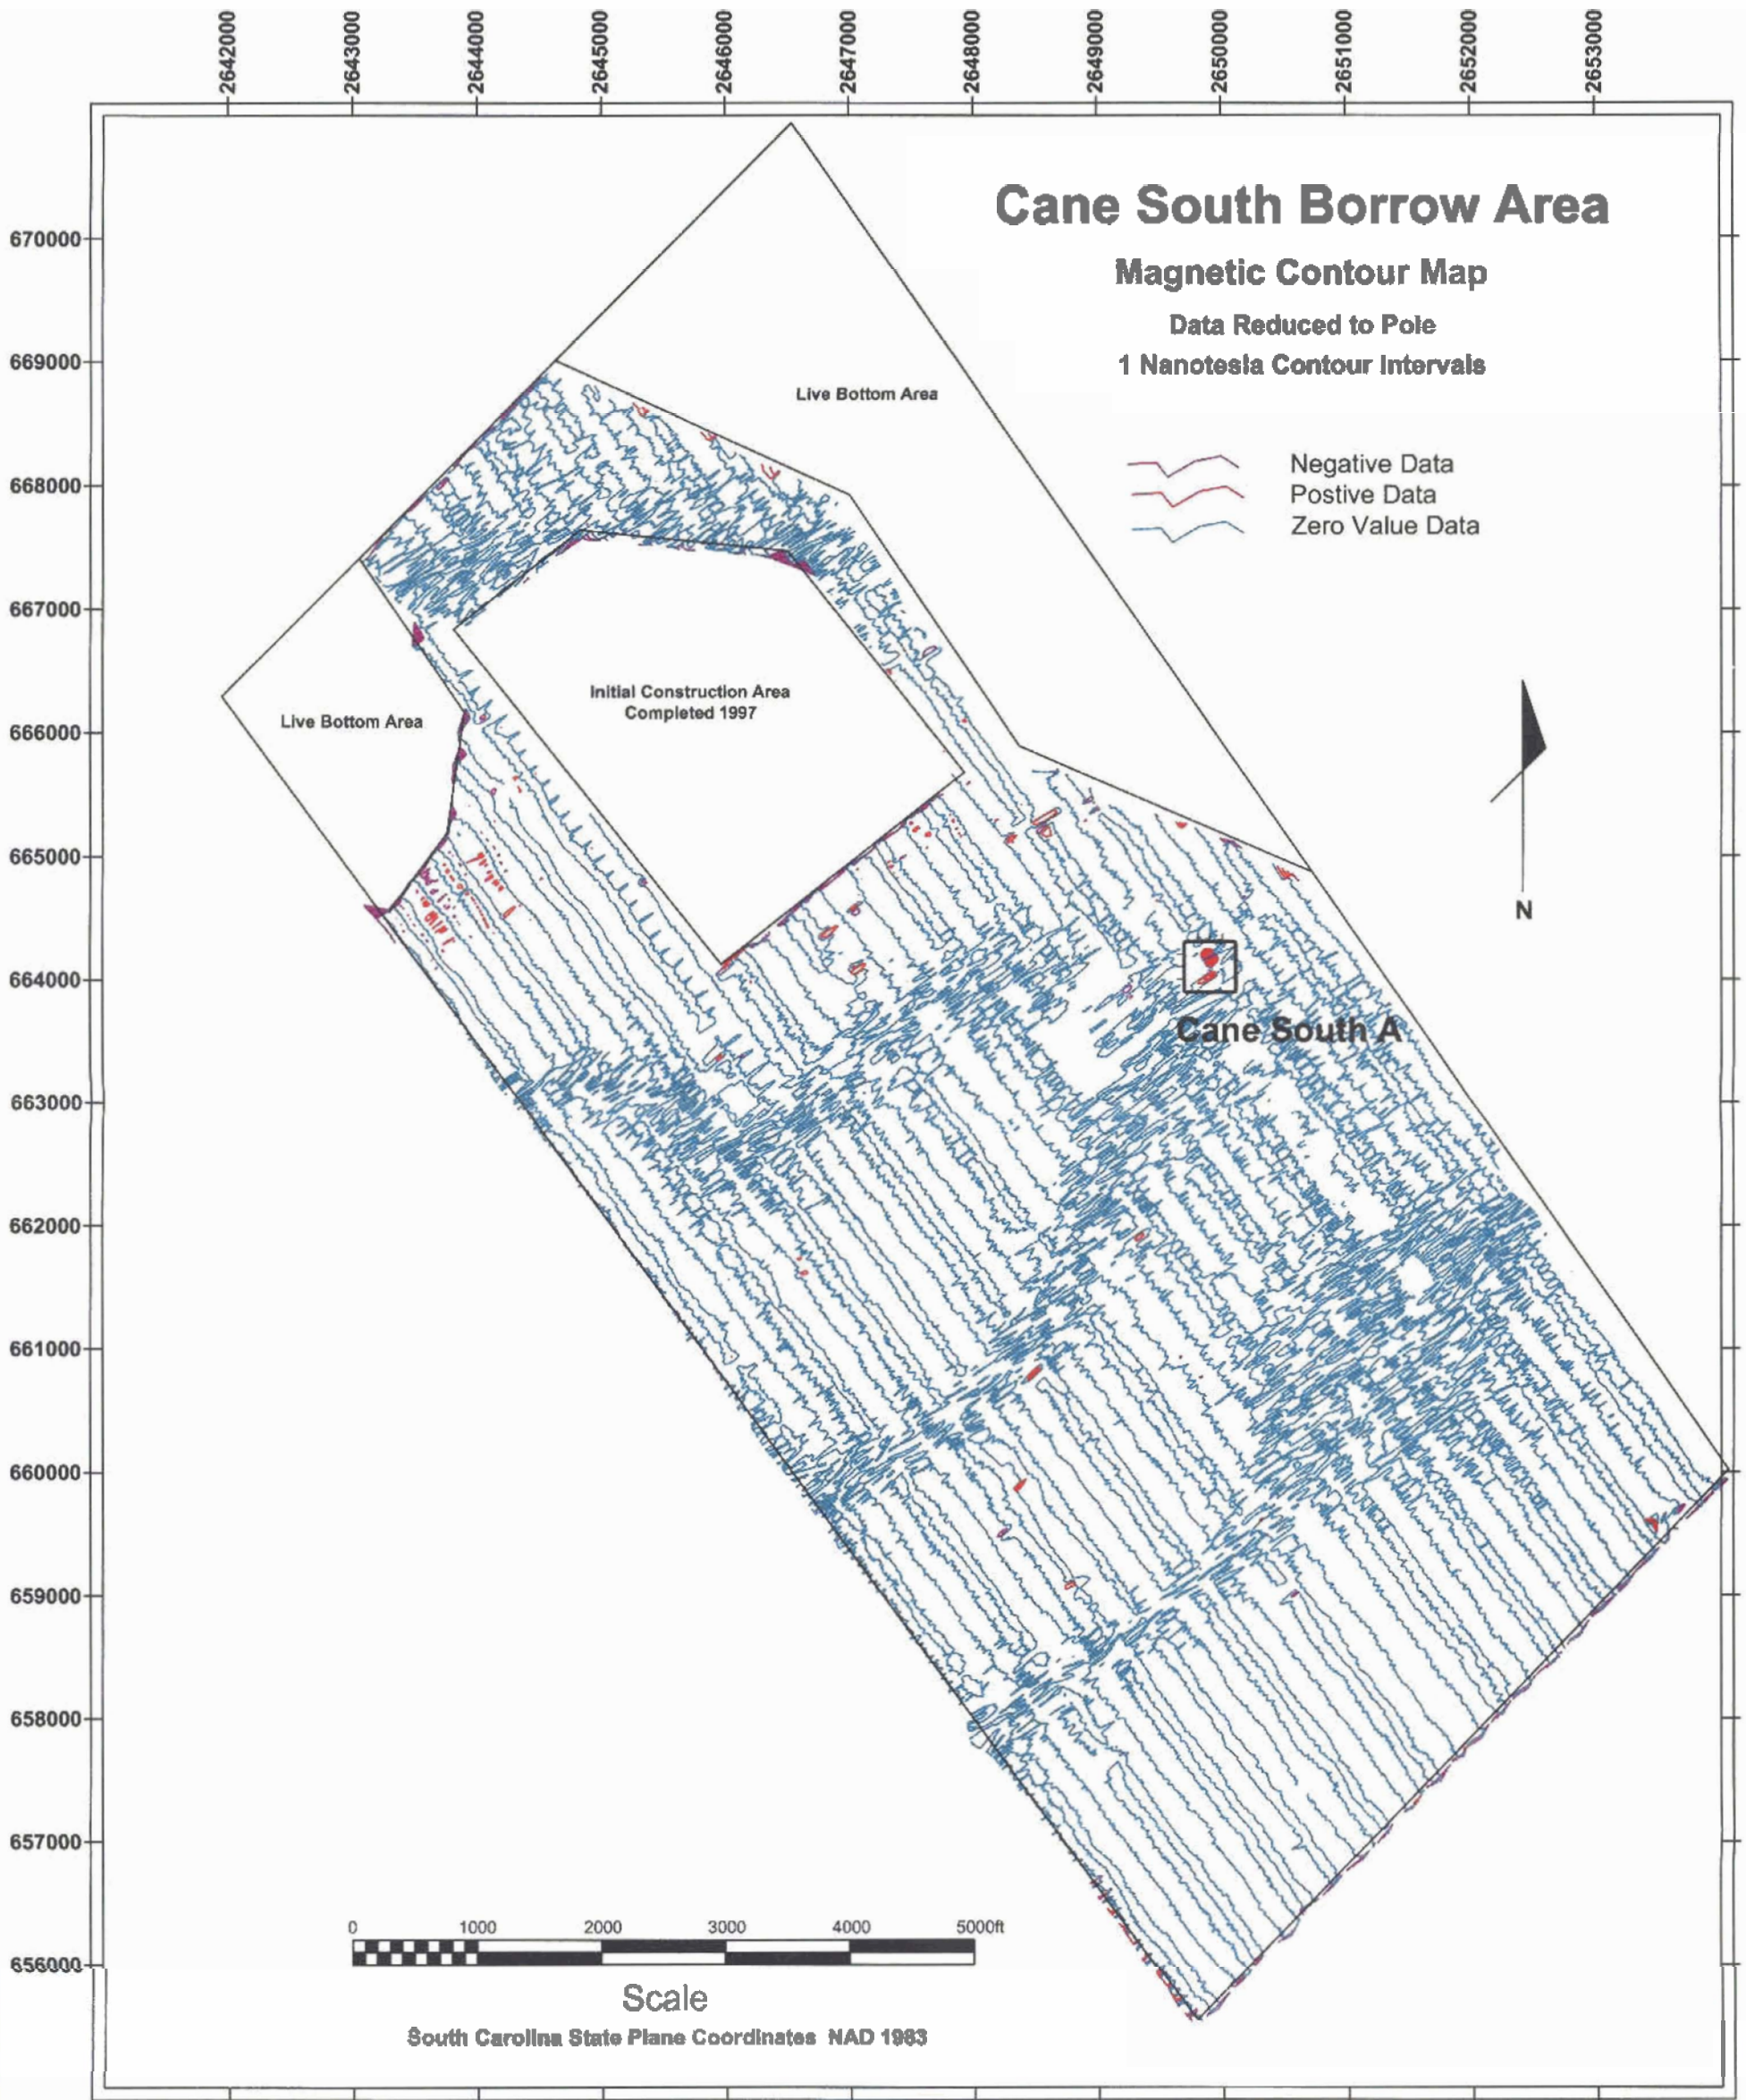 2642000
2643000
2644000
2645000
2646000
2647000
2648000
2649000
2650000
2651000
2652000
2653000
Cane South Borrow Area
Magnetic Contour Map
Data Reduced to Pole
1 Nanotesla Contour Intervals
670000
669000
668000
667000
666000
665000
664000
663000
662000
661000
660000
659000
658000
657000
656000
Live Bottom Area
Negative Data
Postive Data
Zero Value Data
Initial Construction Area
Completed 1997
Live Bottom Area
N
Cane South A
0 1000 2000 3000 4000 5000ft
Scale
South Carolina State Plane Coordinates NAD 1983